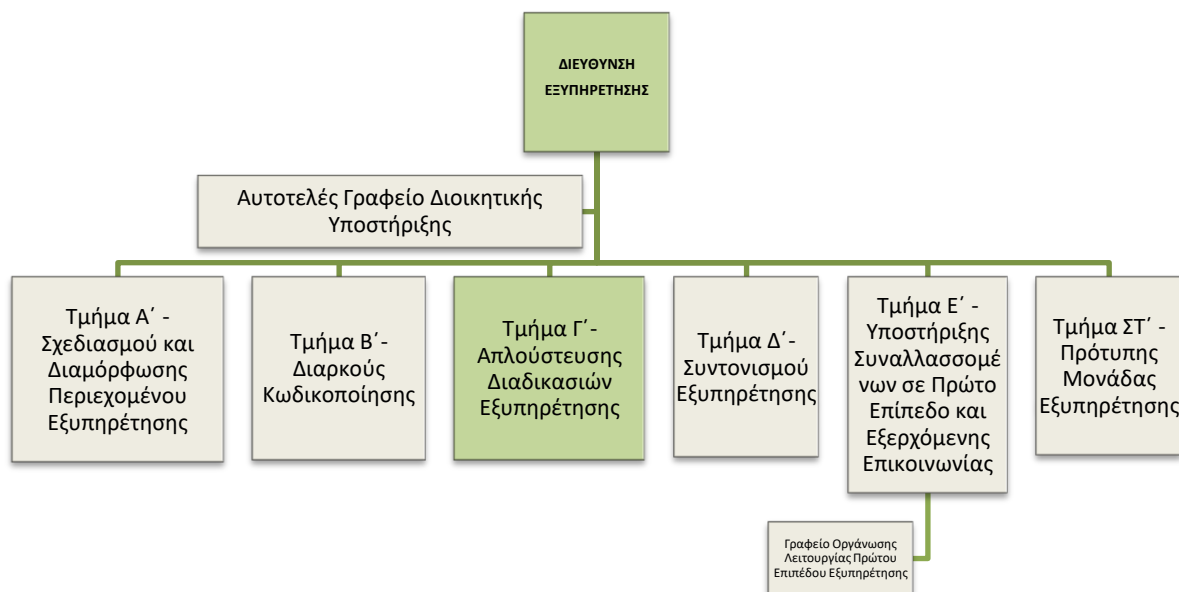 ΔΙΕΥΘΥΝΣΗ
ΕΞΥΠΗΡΕΤΗΣΗΣ
Αυτοτελές Γραφείο Διοικητικής
Υποστήριξης
Τμήμα Α΄ -
Σχεδιασμού και
Διαμόρφωσης
Περιεχομένου
Εξυπηρέτησης
Τμήμα Β΄-
Διαρκούς
Κωδικοποίησης
Τμήμα Γ΄-
Απλούστευσης
Διαδικασιών
Εξυπηρέτησης
Τμήμα Δ΄-
Συντονισμού
Εξυπηρέτησης
Τμήμα Ε΄ -
Υποστήριξης
Συναλλασσομέ
νων σε Πρώτο
Επίπεδο και
Εξερχόμενης
Επικοινωνίας
Τμήμα ΣΤ΄ -
Πρότυπης
Μονάδας
Εξυπηρέτησης
Γραφείο Οργάνωσης
Λειτουργίας Πρώτου
Επιπέδου Εξυπηρέτησης